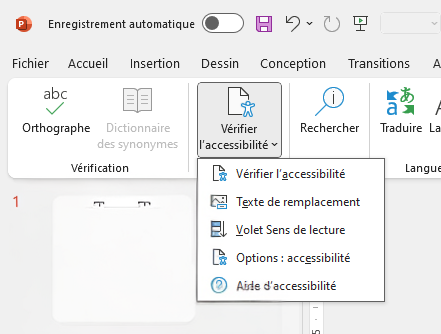 Enregistrement automatique
Fichier Accueil Insertion Dessin Conception Transitions A
abc
Orthographe
Dictionnaire
des synonymes
Vérifier
l'accessibilité
Rechercher
Traduire La
Vérification
Langue
Vérifier l'accessibilité
Texte de remplacement
Volet Sens de lecture
Options : accessibilité
Aide d'accessibilité
1
5